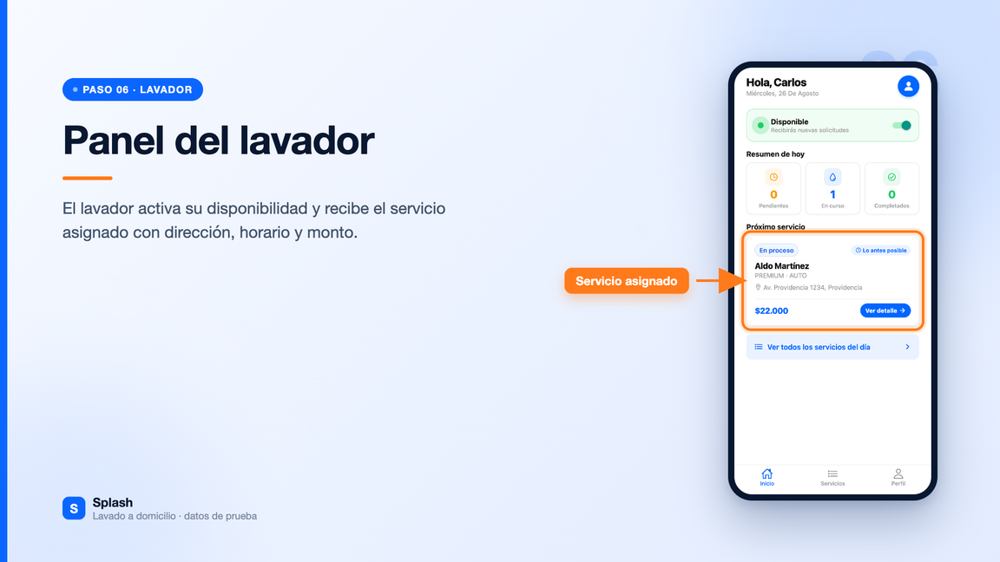 PASO 06 · LAVADOR
Panel del lavador
El lavador activa su disponibilidad y recibe el servicio
asignado con dirección, horario y monto.
Servicio asignado
Hola, Carlos
Miércoles, 26 De Agosto
Disponible
Recibirás nuevas solicitudes
Resumen de hoy
0
Pendientes
1
En curso
0
Completados
Próximo servicio
En proceso
Lo antes posible
Aldo Martínez
PREMIUM · AUTO
Av. Providencia 1234, Providencia
$22.000
Ver detalle
Ver todos los servicios del día
Inicio
Servicios
Perfil
S
Splash
Lavado a domicilio · datos de prueba